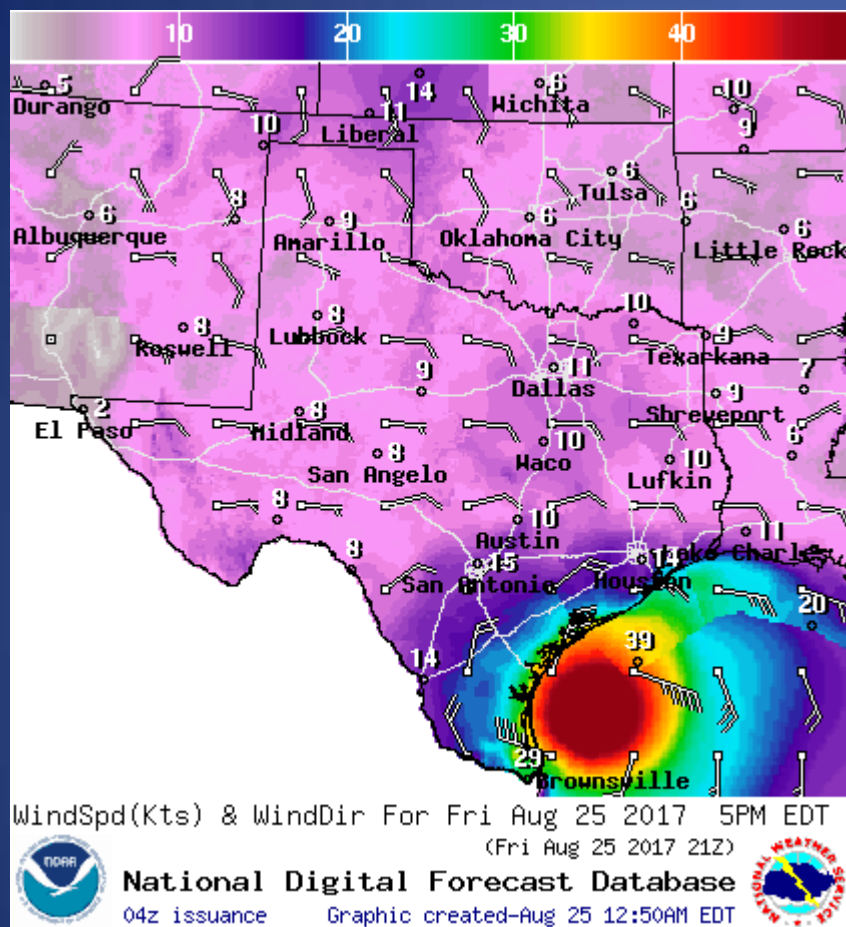 10 20 30 40
5 6 10
Durango 14 Wichita
11 9
10 Liberal
6
Tulsa
6 8 9 6 6 6
Albuquerque Amarillo Oklahoma City Little Rock
10
8 8 9
Roswell Lubbock Texarkana
11
9 Dallas 9 7
2 8 Shreveport
El Paso Midland
8 10 10 6
San Angelo Waco Lufkin
8 10 11
Austin
8 15 Lake Charles
San Antonio Houston
20
39
14
29
Brownsville
WindSpd(Kts) & WindDir For Fri Aug 25 2017 5PM EDT
(Fri Aug 25 2017 21Z)
NOAA
National Digital Forecast Database
04z issuance Graphic created-Aug 25 12:50AM EDT
NATIONAL WEATHER SERVICE